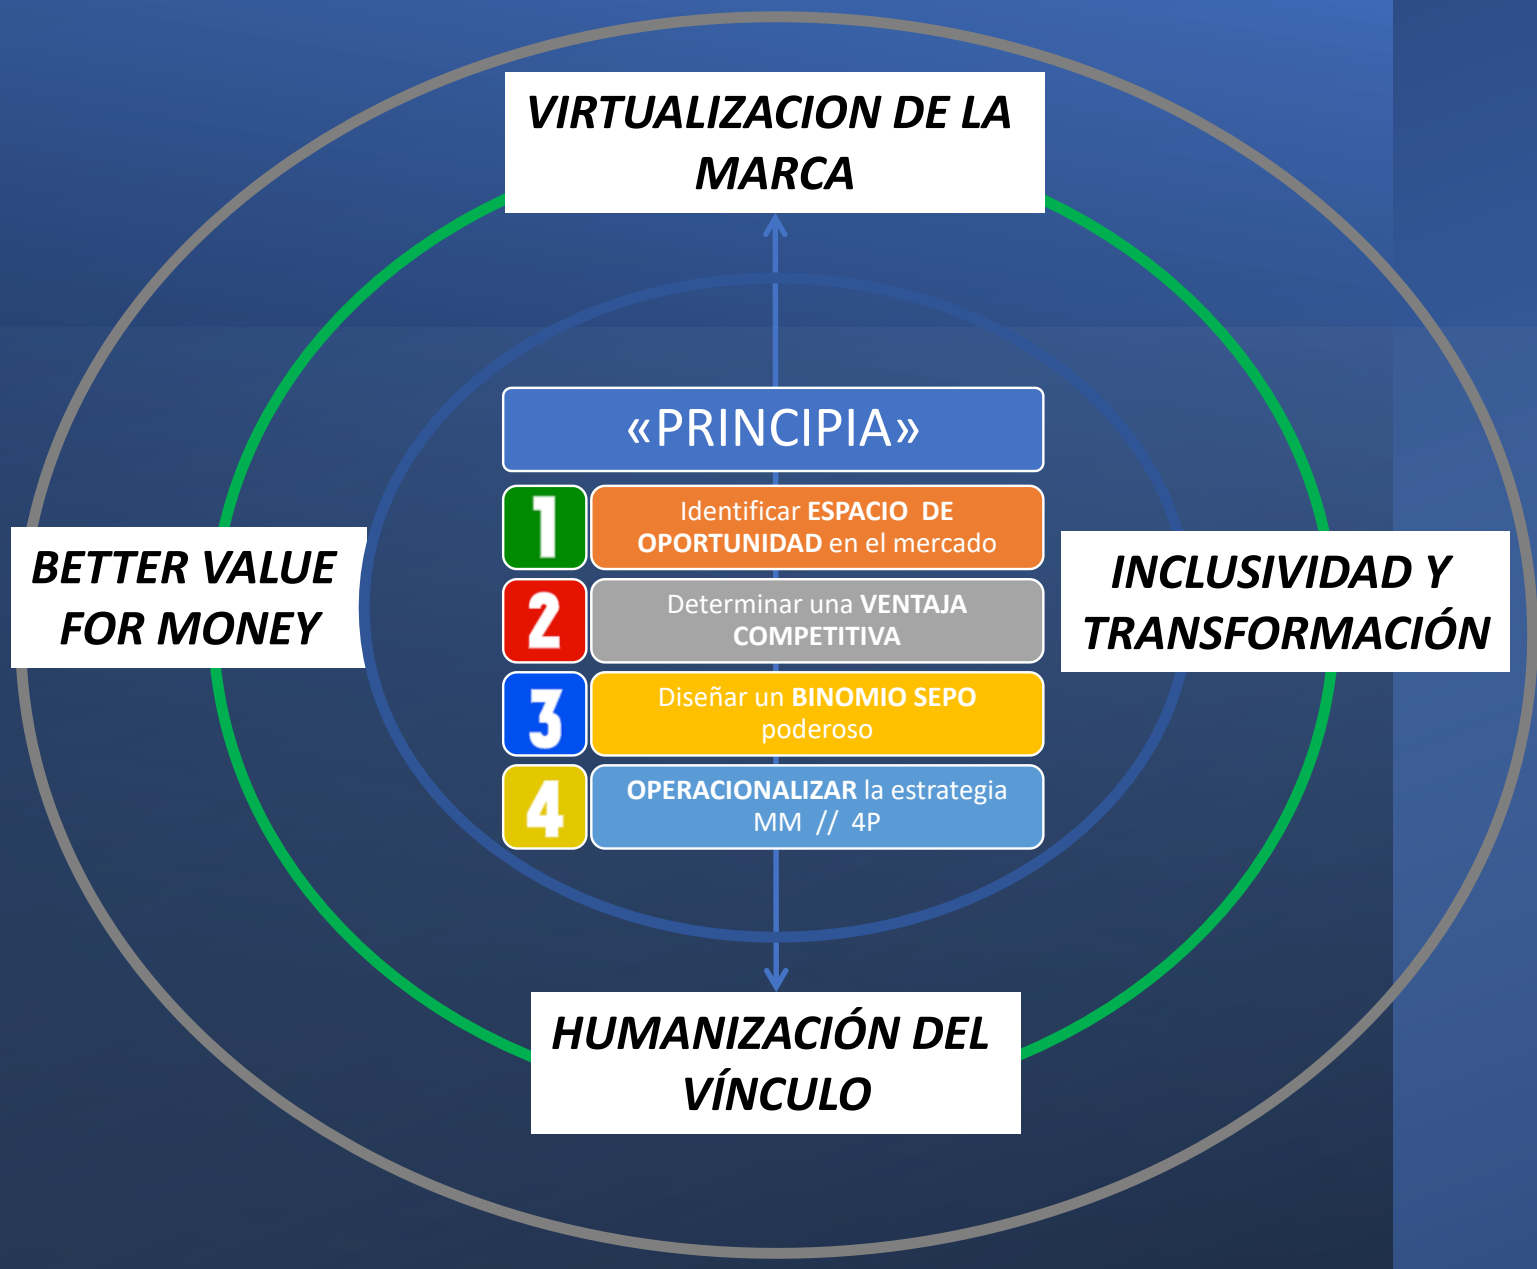 VIRTUALIZACION DE LA
MARCA
«PRINCIPIA»
1
Identificar ESPACIO DE
OPORTUNIDAD en el mercado
BETTER VALUE
FOR MONEY
INCLUSIVIDAD Y
TRANSFORMACIÓN
2
Determinar una VENTAJA
COMPETITIVA
3
Diseñar un BINOMIO SEPO
poderoso
4
OPERACIONALIZAR la estrategia
MM // 4P
HUMANIZACIÓN DEL
VÍNCULO